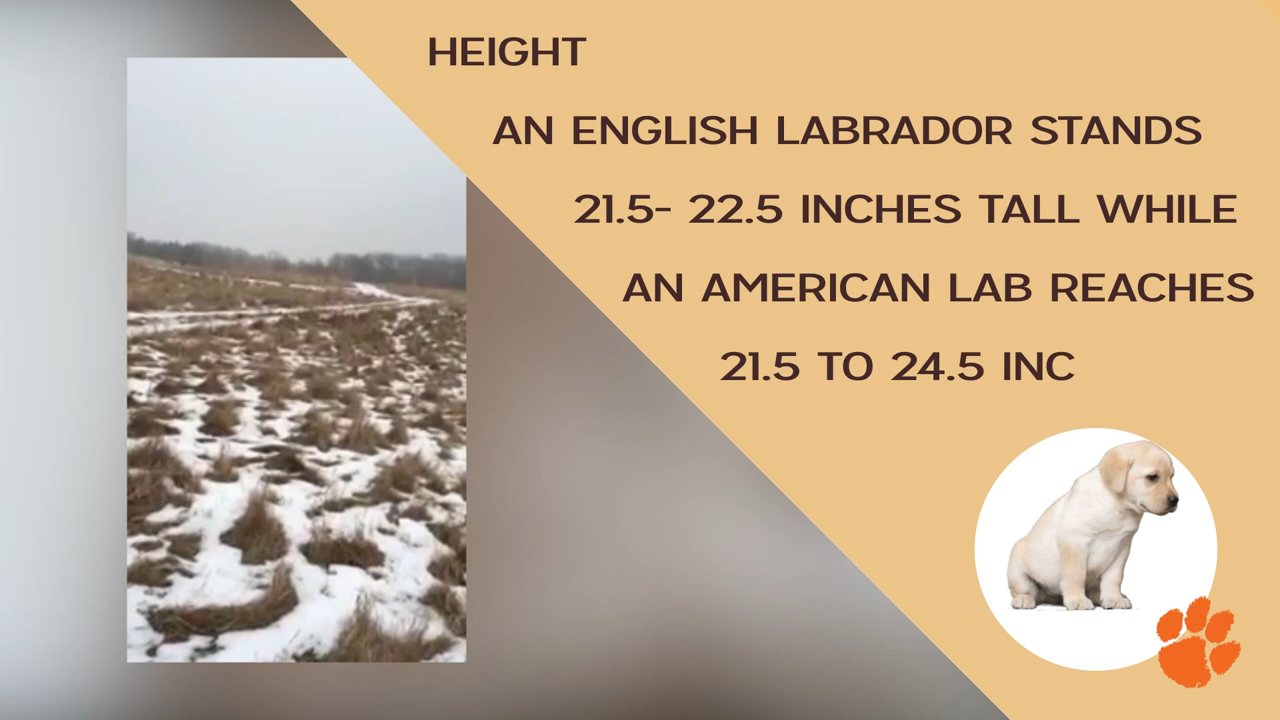 HEIGHT
AN ENGLISH LABRADOR STANDS
21.5- 22.5 INCHES TALL WHILE
AN AMERICAN LAB REACHES
21.5 TO 24.5 INC